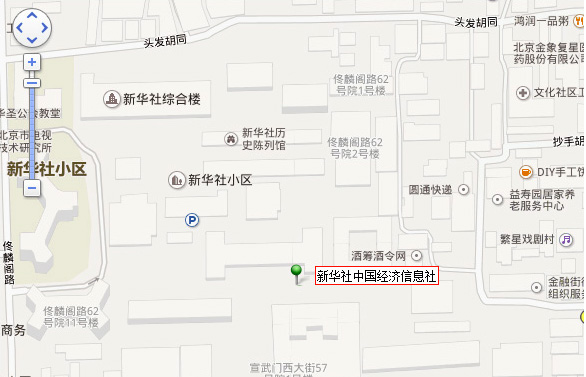 头发胡同
鸿润一品粥
北京金象复星医
药股份有限公司
佟麟阁路62
号院1号楼
新华社综合楼
文化社区工
华圣公会教堂
北京市电视
技术研究所
新华社历
史陈列馆
佟麟阁路62
号院2号楼
头发胡同
抄手胡
新华社小区
新华社小区
DIY手工饮
圆通快递
益寿园居家养
老服务中心
P
繁星戏剧村
佟麟阁路
酒筹酒令网
新华社中国经济信息社
金融街街
组织服务
佟麟阁路62
号院11号楼
商务
宣武门西大街57